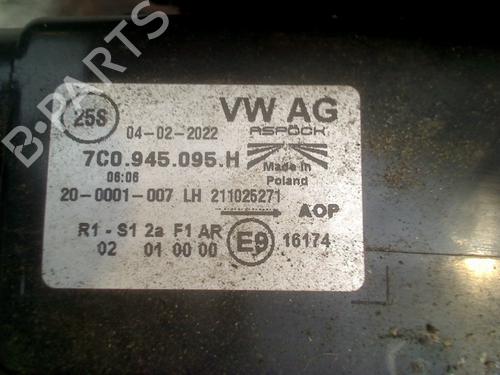 B-PARTS
25S
VW AG
04-02-2022
ASPÖCK
7C0.945.095.H
06:06
Made in
Poland
20-0001-007 LH 211025271
AOP
R1 - S1 2a F1 AR
02 01 00 00
E9
16174